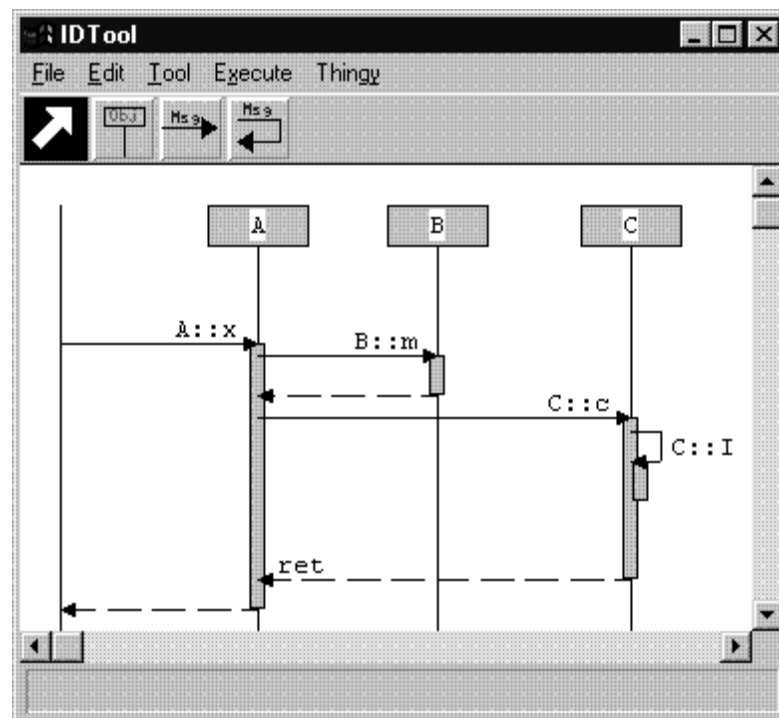 IDTool
File Edit Tool Execute Thingy
Obj Msg Msg
A B C
A::x
B::m
C::c
C::I
ret